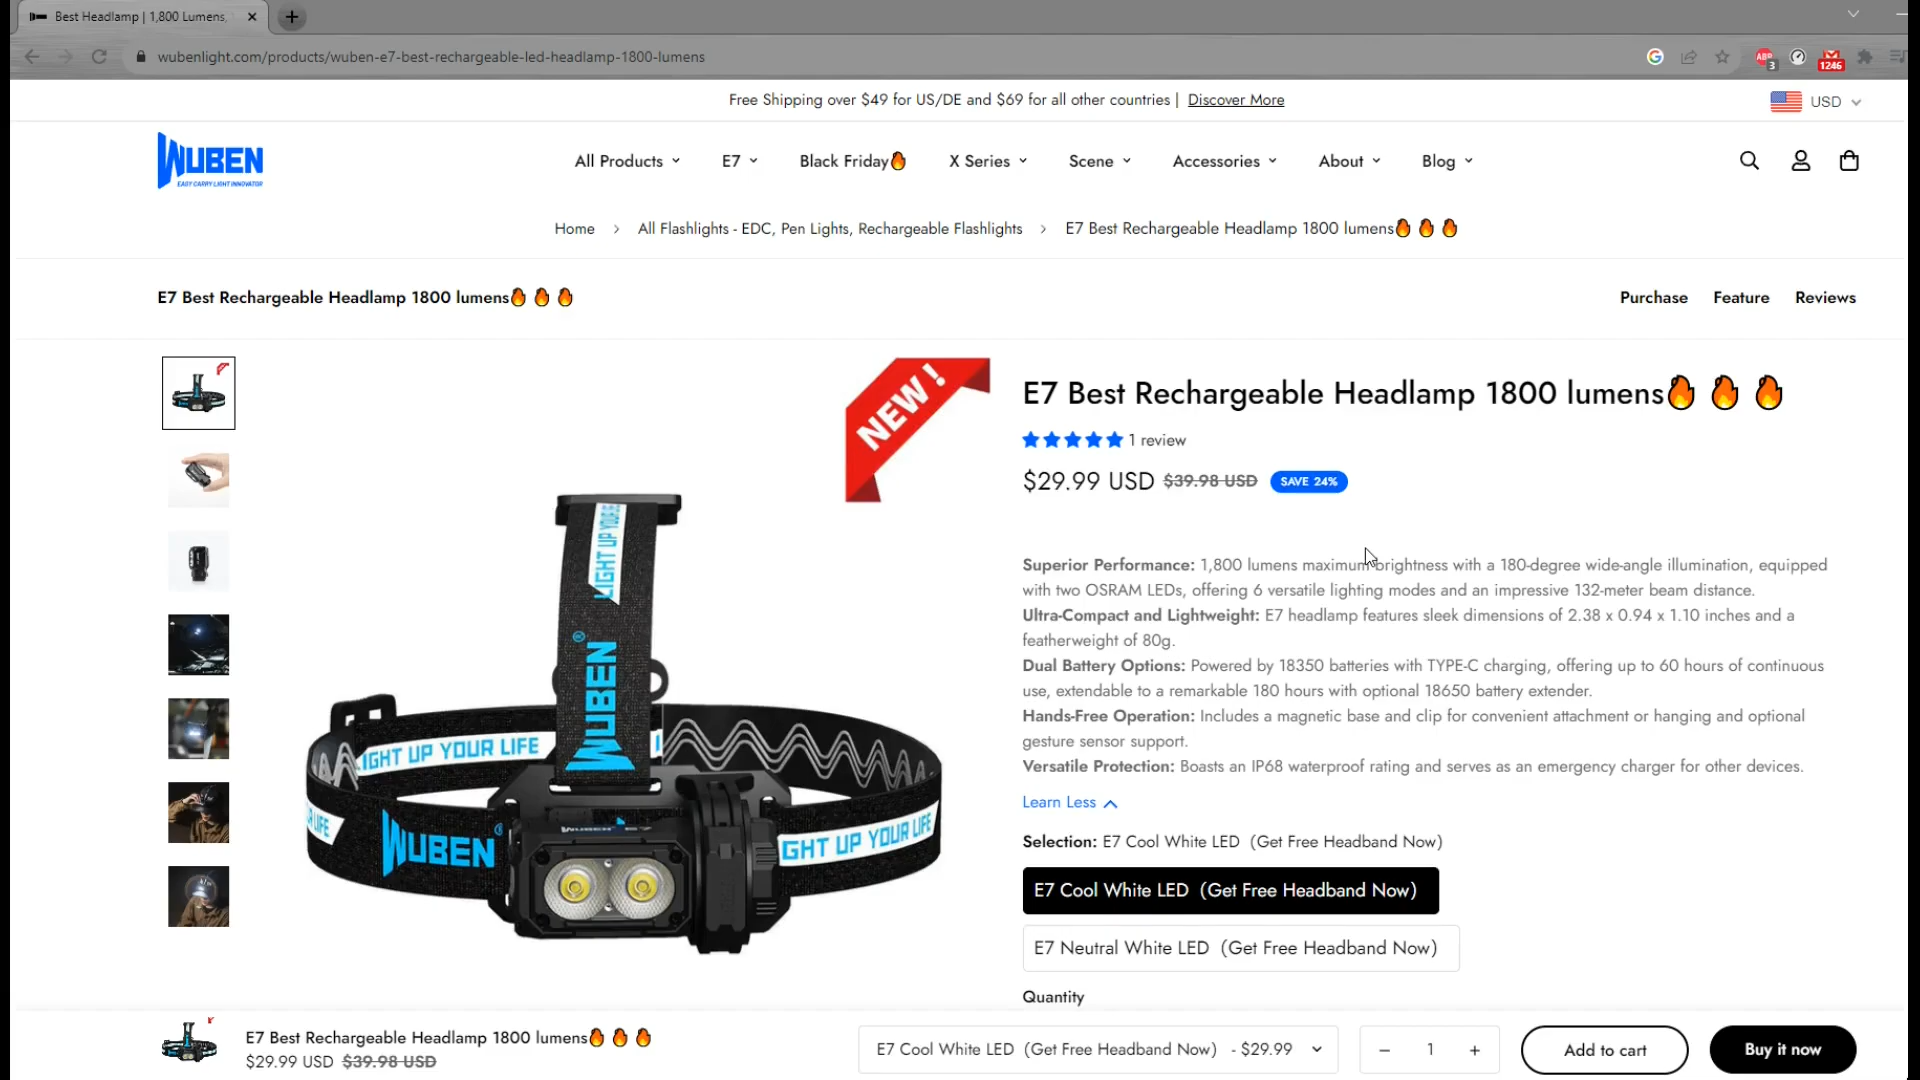 Best Headlamp | 1,800 Lumens,
wubenlight.com/products/wuben-e7-best-rechargeable-led-headlamp-1800-lumens
ABP
3
1246
Free Shipping over $49 for US/DE and $69 for all other countries | Discover More
USD
WUBEN
EASY CARRY LIGHT INNOVATOR
All Products
E7
Black Friday🔥
X Series
Scene
Accessories
About
Blog
Home > All Flashlights - EDC, Pen Lights, Rechargeable Flashlights > E7 Best Rechargeable Headlamp 1800 lumens🔥🔥🔥
E7 Best Rechargeable Headlamp 1800 lumens🔥🔥🔥
Purchase
Feature
Reviews
NEW!
LIGHT UP YOUR
WUBEN
LIGHT UP YOUR LIFE
WUBEN
GHT UP YOUR LIFE
R LIFE
WUBEN E7
E7 Best Rechargeable Headlamp 1800 lumens🔥🔥🔥
1 review
$29.99 USD $39.98 USD SAVE 24%
Superior Performance: 1,800 lumens maximum brightness with a 180-degree wide-angle illumination, equipped
with two OSRAM LEDs, offering 6 versatile lighting modes and an impressive 132-meter beam distance.
Ultra-Compact and Lightweight: E7 headlamp features sleek dimensions of 2.38 x 0.94 x 1.10 inches and a
featherweight of 80g.
Dual Battery Options: Powered by 18350 batteries with TYPE-C charging, offering up to 60 hours of continuous
use, extendable to a remarkable 180 hours with optional 18650 battery extender.
Hands-Free Operation: Includes a magnetic base and clip for convenient attachment or hanging and optional
gesture sensor support.
Versatile Protection: Boasts an IP68 waterproof rating and serves as an emergency charger for other devices.
Learn Less
Selection: E7 Cool White LED (Get Free Headband Now)
E7 Cool White LED (Get Free Headband Now)
E7 Neutral White LED (Get Free Headband Now)
Quantity
E7 Best Rechargeable Headlamp 1800 lumens🔥🔥🔥
$29.99 USD $39.98 USD
E7 Cool White LED (Get Free Headband Now) - $29.99
− 1 +
Add to cart
Buy it now